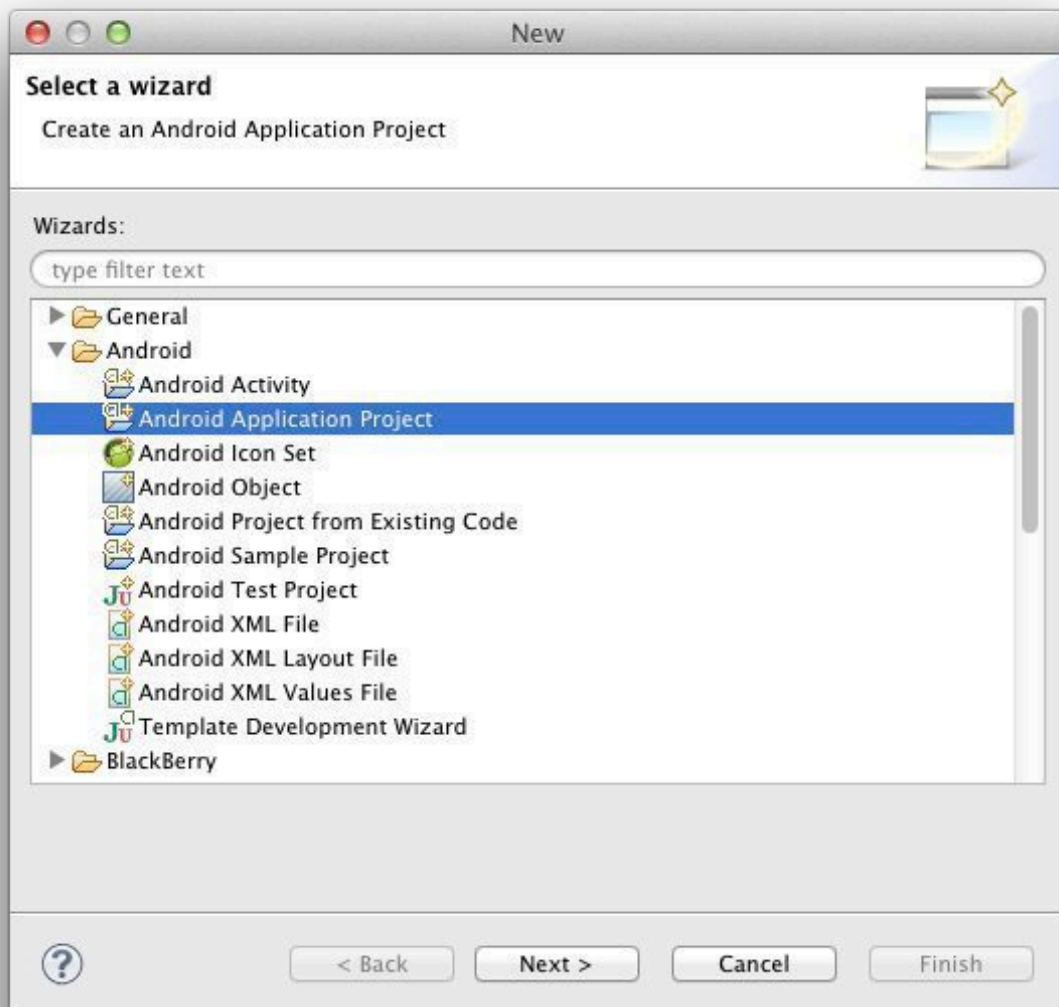 New
Select a wizard
Create an Android Application Project
Wizards:
type filter text
General
Android
Android Activity
Android Application Project
Android Icon Set
Android Object
Android Project from Existing Code
Android Sample Project
Android Test Project
Android XML File
Android XML Layout File
Android XML Values File
Template Development Wizard
BlackBerry
? < Back Next > Cancel Finish